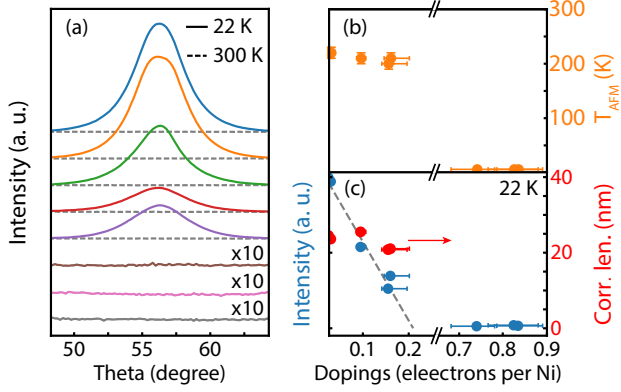 (a)
22 K
300 K
x10
x10
x10
Intensity (a. u.)
50
55
60
Theta (degree)
(b)
300
200
100
0
T_AFM (K)
(c)
22 K
40
20
0
Intensity (a. u.)
Corr. len. (nm)
0.1
0.2
0.7
0.8
0.9
Dopings (eleectrons per Ni)